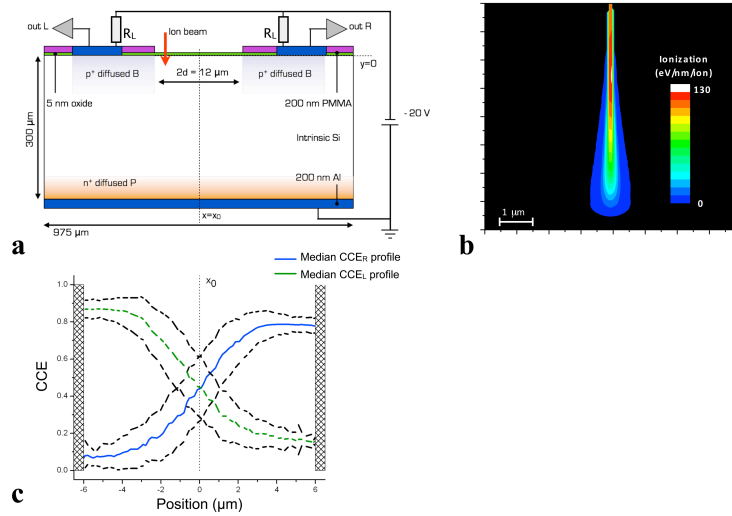 out L
R_L
Ion beam
R_L
out R
y=0
p⁺ diffused B
2d = 12 µm
p⁺ diffused B
5 nm oxide
200 nm PMMA
300 µm
- 20 V
Intrinsic Si
n⁺ diffused P
200 nm Al
x=x₀
975 µm
a
Ionization
(eV/nm/ion)
130
0
1 µm
b
Median CCE_R profile
Median CCE_L profile
x₀
1.0
0.8
0.6
0.4
0.2
0.0
CCE
-6 -4 -2 0 2 4 6
Position (µm)
c